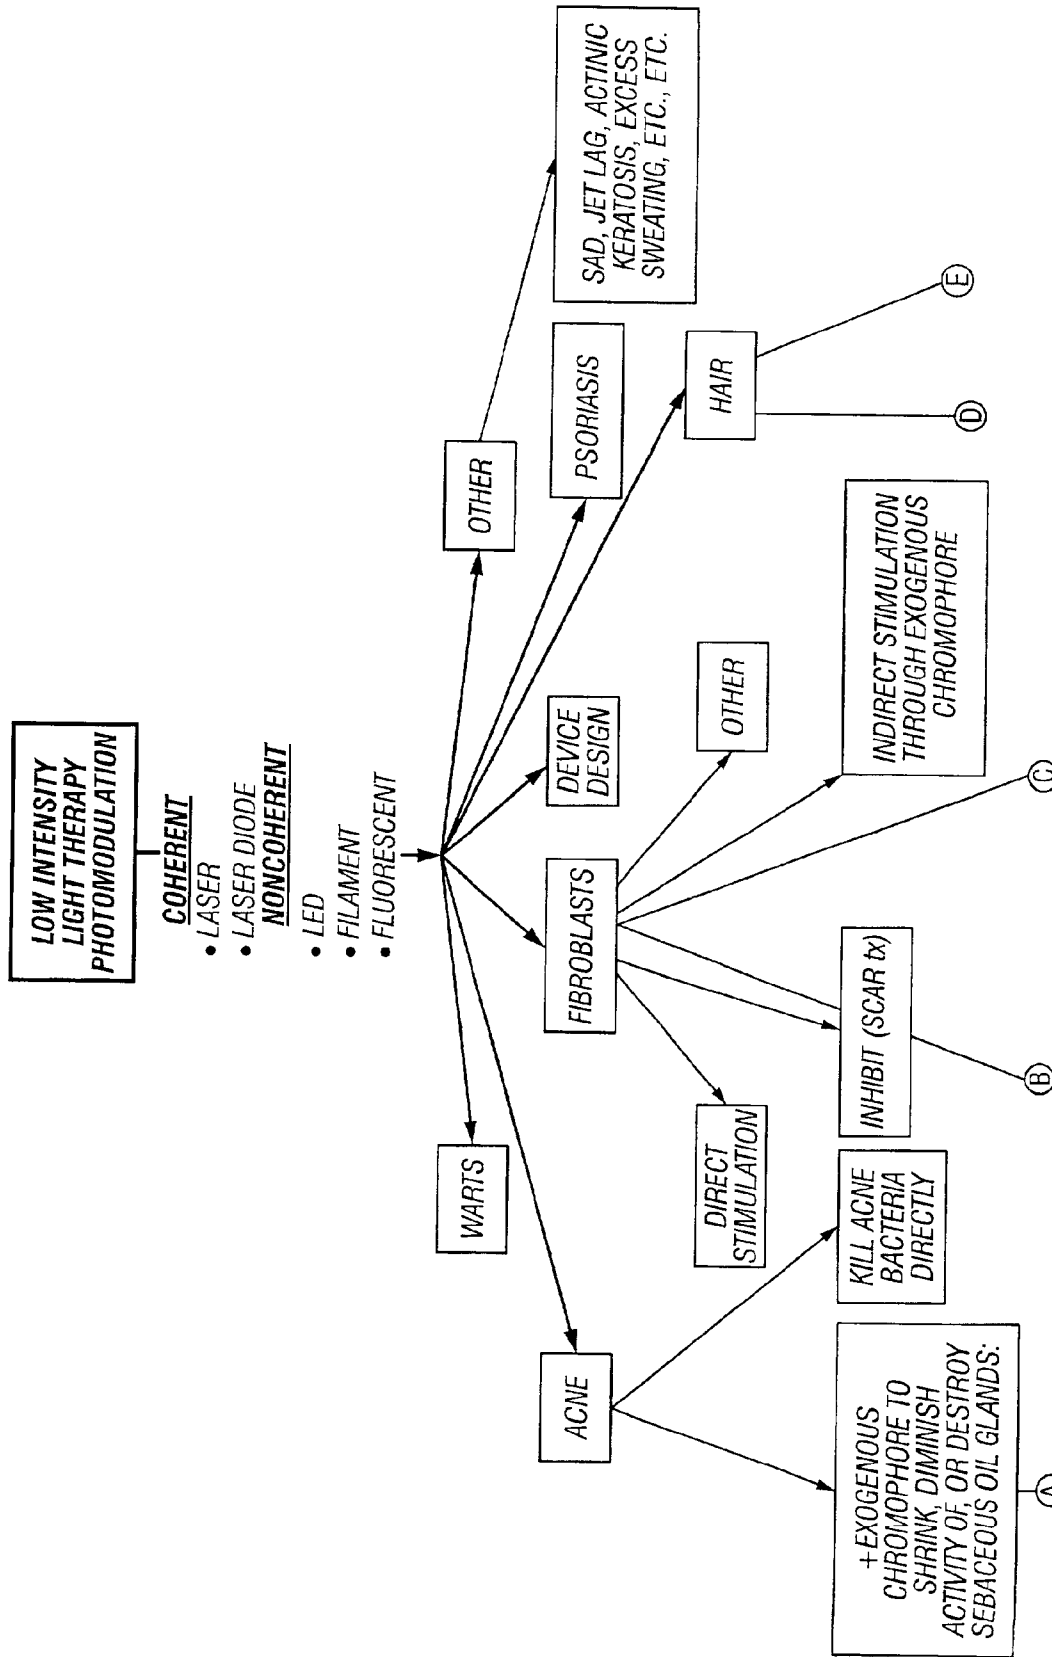 LOW INTENSITY
LIGHT THERAPY
PHOTOMODULATION
COHERENT
• LASER
• LASER DIODE
NONCOHERENT
• LED
• FILAMENT
• FLUORESCENT
WARTS
OTHER
ACNE
FIBROBLASTS
DEVICE
DESIGN
PSORIASIS
SAD, JET LAG, ACTINIC
KERATOSIS, EXCESS
SWEATING, ETC., ETC.
DIRECT
STIMULATION
OTHER
HAIR
+EXOGENOUS
CHROMOPHORE TO
SHRINK, DIMINISH
ACTIVITY OF, OR DESTROY
SEBACEOUS OIL GLANDS:
KILL ACNE
BACTERIA
DIRECTLY
INHIBIT (SCAR tx)
INDIRECT STIMULATION
THROUGH EXOGENOUS
CHROMOPHORE
A
B
C
D
E